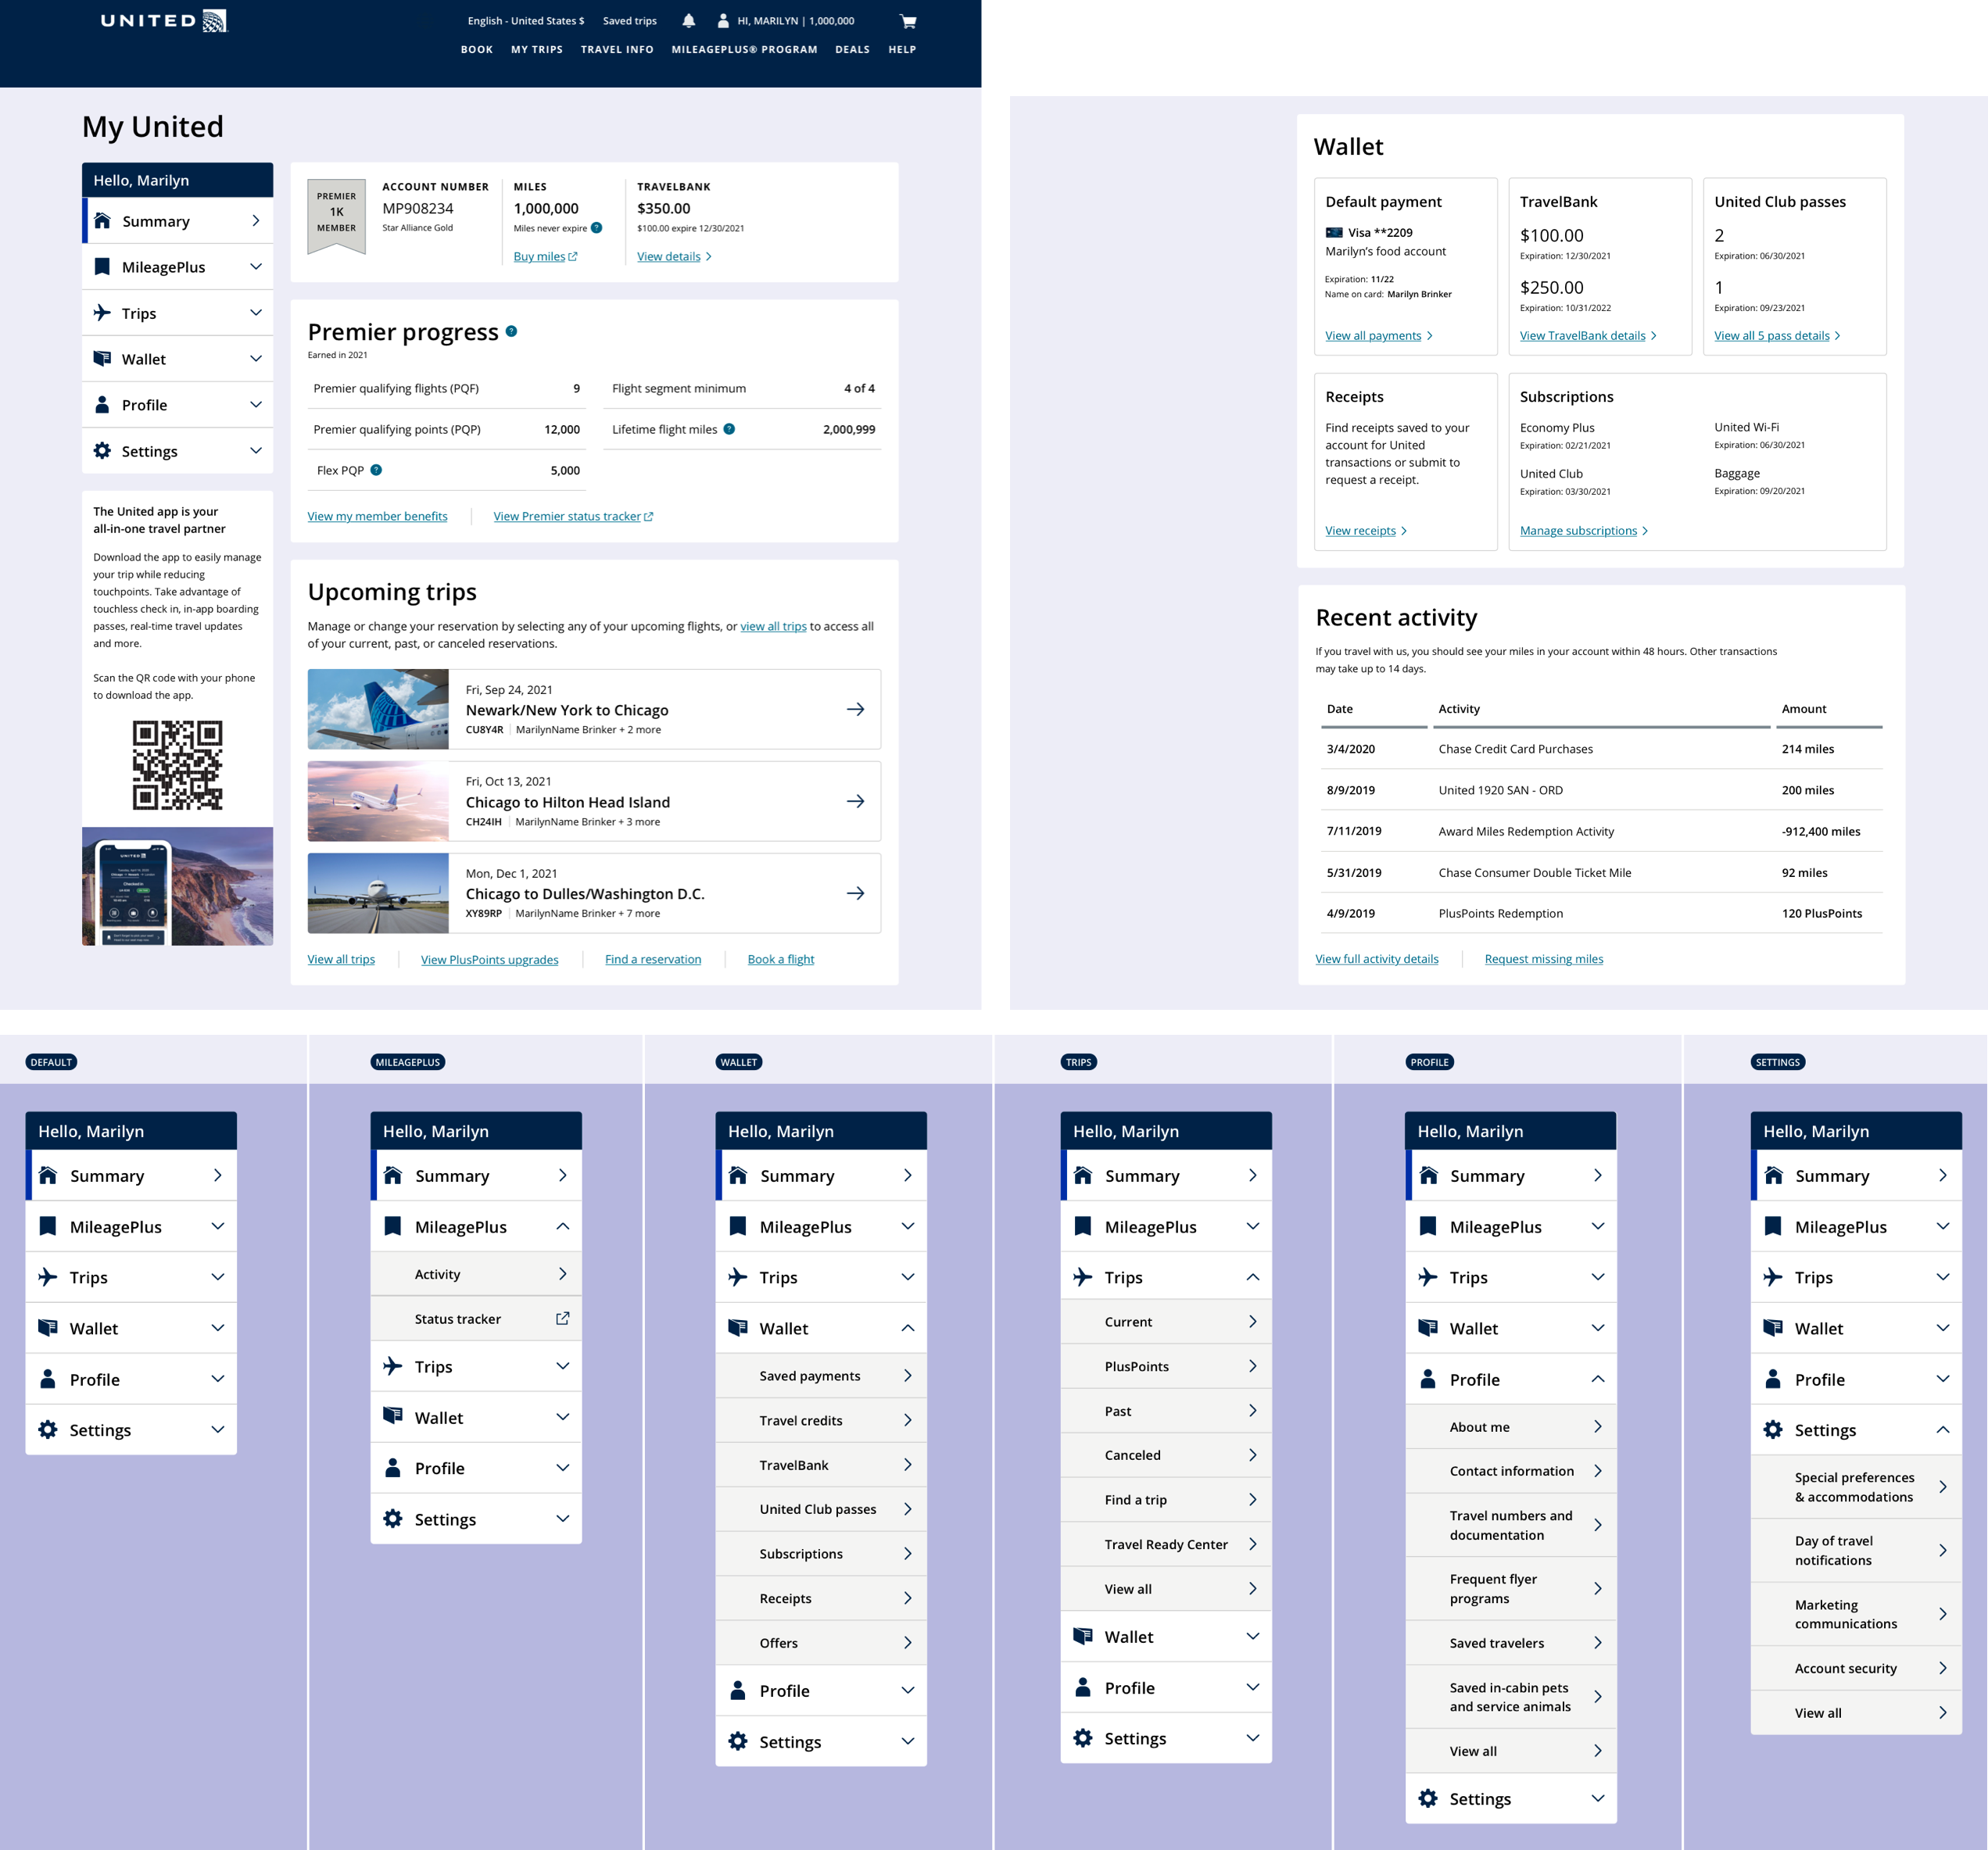 UNITED
English - United States $ Saved trips HI, MARILYN | 1,000,000
BOOK MY TRIPS TRAVEL INFO MILEAGEPLUS® PROGRAM DEALS HELP
My United
Hello, Marilyn
Summary
MileagePlus
Trips
Wallet
Profile
Settings
The United app is your
all-in-one travel partner
Download the app to easily manage
your trip while reducing
touchpoints. Take advantage of
touchless check in, in-app boarding
passes, real-time travel updates
and more.
Scan the QR code with your phone
to download the app.
UNITED
Checked in
PREMIER
1K
MEMBER
ACCOUNT NUMBER
MP908234
Star Alliance Gold
MILES
1,000,000
Miles never expire ?
Buy miles
TRAVELBANK
$350.00
$100.00 expire 12/30/2021
View details
Premier progress ?
Earned in 2021
Premier qualifying flights (PQF) 9
Premier qualifying points (PQP) 12,000
Flex PQP ? 5,000
Flight segment minimum 4 of 4
Lifetime flight miles ? 2,000,999
View my member benefits View Premier status tracker
Upcoming trips
Manage or change your reservation by selecting any of your upcoming flights, or view all trips to access all
of your current, past, or canceled reservations.
Fri, Sep 24, 2021
Newark/New York to Chicago
CU8Y4R | MarilynName Brinker + 2 more
Fri, Oct 13, 2021
Chicago to Hilton Head Island
CH24IH | MarilynName Brinker + 3 more
Mon, Dec 1, 2021
Chicago to Dulles/Washington D.C.
XY89RP | MarilynName Brinker + 7 more
View all trips View PlusPoints upgrades Find a reservation Book a flight
Wallet
Default payment
Visa **2209
Marilyn’s food account
Expiration: 11/22
Name on card: Marilyn Brinker
View all payments
TravelBank
$100.00
Expiration: 12/30/2021
$250.00
Expiration: 10/31/2022
View TravelBank details
United Club passes
2
Expiration: 06/30/2021
1
Expiration: 09/23/2021
View all 5 pass details
Receipts
Find receipts saved to your
account for United
transactions or submit to
request a receipt.
View receipts
Subscriptions
Economy Plus
Expiration: 02/21/2021
United Club
Expiration: 03/30/2021
United Wi-Fi
Expiration: 06/30/2021
Baggage
Expiration: 09/20/2021
Manage subscriptions
Recent activity
If you travel with us, you should see your miles in your account within 48 hours. Other transactions
may take up to 14 days.
Date Activity Amount
3/4/2020 Chase Credit Card Purchases 214 miles
8/9/2019 United 1920 SAN - ORD 200 miles
7/11/2019 Award Miles Redemption Activity -912,400 miles
5/31/2019 Chase Consumer Double Ticket Mile 92 miles
4/9/2019 PlusPoints Redemption 120 PlusPoints
View full activity details Request missing miles
DEFAULT
Hello, Marilyn
Summary
MileagePlus
Trips
Wallet
Profile
Settings
MILEAGEPLUS
Hello, Marilyn
Summary
MileagePlus
Activity
Status tracker
Trips
Wallet
Profile
Settings
WALLET
Hello, Marilyn
Summary
MileagePlus
Trips
Wallet
Saved payments
Travel credits
TravelBank
United Club passes
Subscriptions
Receipts
Offers
Profile
Settings
TRIPS
Hello, Marilyn
Summary
MileagePlus
Trips
Current
PlusPoints
Past
Canceled
Find a trip
Travel Ready Center
View all
Wallet
Profile
Settings
PROFILE
Hello, Marilyn
Summary
MileagePlus
Trips
Wallet
Profile
About me
Contact information
Travel numbers and
documentation
Frequent flyer
programs
Saved travelers
Saved in-cabin pets
and service animals
View all
Settings
SETTINGS
Hello, Marilyn
Summary
MileagePlus
Trips
Wallet
Profile
Settings
Special preferences
& accommodations
Day of travel
notifications
Marketing
communications
Account security
View all